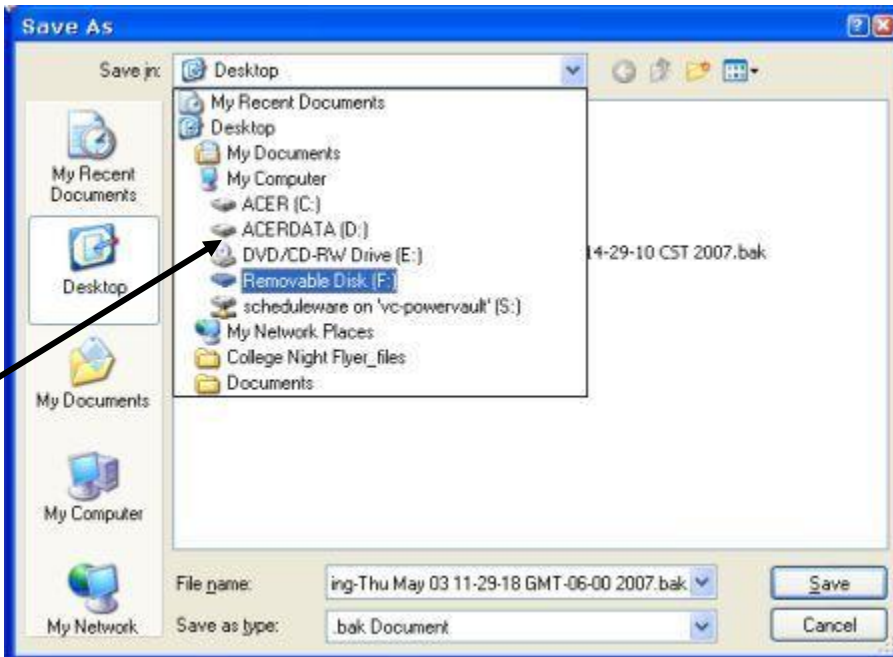 Save As
Save in: Desktop
My Recent Documents
Desktop
My Documents
My Computer
ACER (C:)
ACERDATA (D:)
DVD/CD-RW Drive (E:)
14-29-10 CST 2007.bak
Removable Disk (F:)
scheduleware on 'vc-powervault' (S:)
My Network Places
College Night Flyer_files
Documents
My Recent
Documents
Desktop
My Documents
My Computer
My Network
File name: ing-Thu May 03 11-29-18 GMT-06-00 2007.bak
Save
Save as type: .bak Document
Cancel